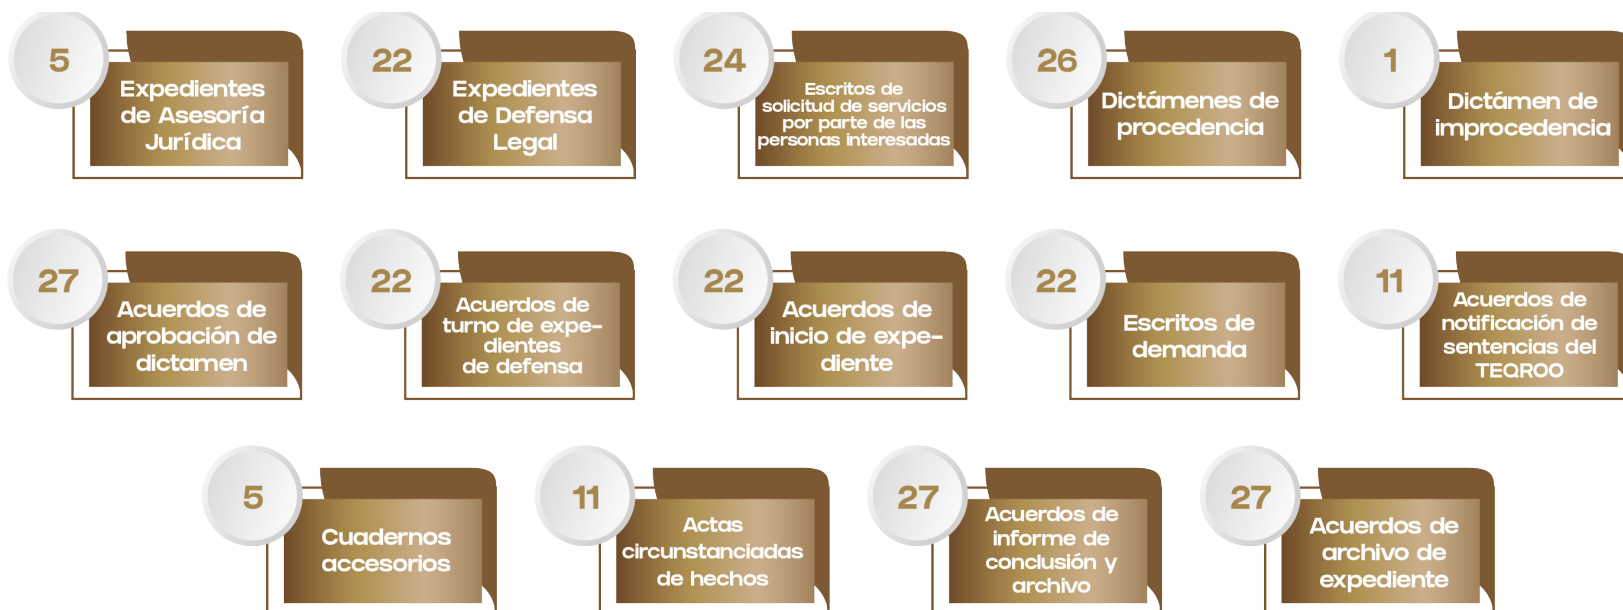 5
Expedientes
de Asesoría
Jurídica
22
Expedientes
de Defensa
Legal
24
Escritos de
solicitud de servicios
por parte de las
personas interesadas
26
Dictámenes de
procedencia
1
Dictámen de
improcedencia
27
Acuerdos de
aprobación de
dictamen
22
Acuerdos de
turno de expe-
dientes
de defensa
22
Acuerdos de
inicio de expe-
diente
22
Escritos de
demanda
11
Acuerdos de
notificación de
sentencias del
TEQROO
5
Cuadernos
accesorios
11
Actas
circunstanciadas
de hechos
27
Acuerdos de
informe de
conclusión y
archivo
27
Acuerdos de
archivo de
expediente